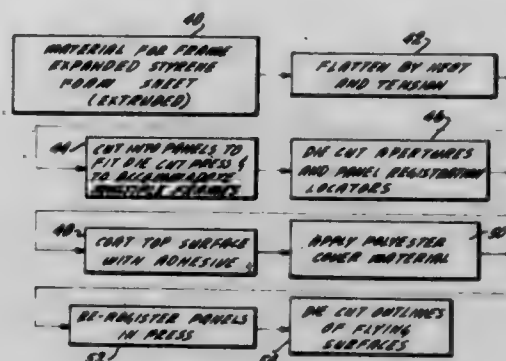 40
MATERIAL FOR FRAME
EXPANDED STYRENE
FOAM SHEET
(EXTRUDED)
42
FLATTEN BY HEAT
AND TENSION
44
CUT INTO PANELS TO
FIT DIE CUT PRESS &
TO ACCOMMODATE
MULTIPLE FRAMES
46
DIE CUT APERTURES
AND PANEL REGISTRATION
LOCATORS
48
COAT TOP SURFACE
WITH ADHESIVE
50
APPLY POLYESTER
COVER MATERIAL
RE-REGISTER PANELS
IN PRESS
52
DIE CUT OUTLINES
OF FLYING
SURFACES
54